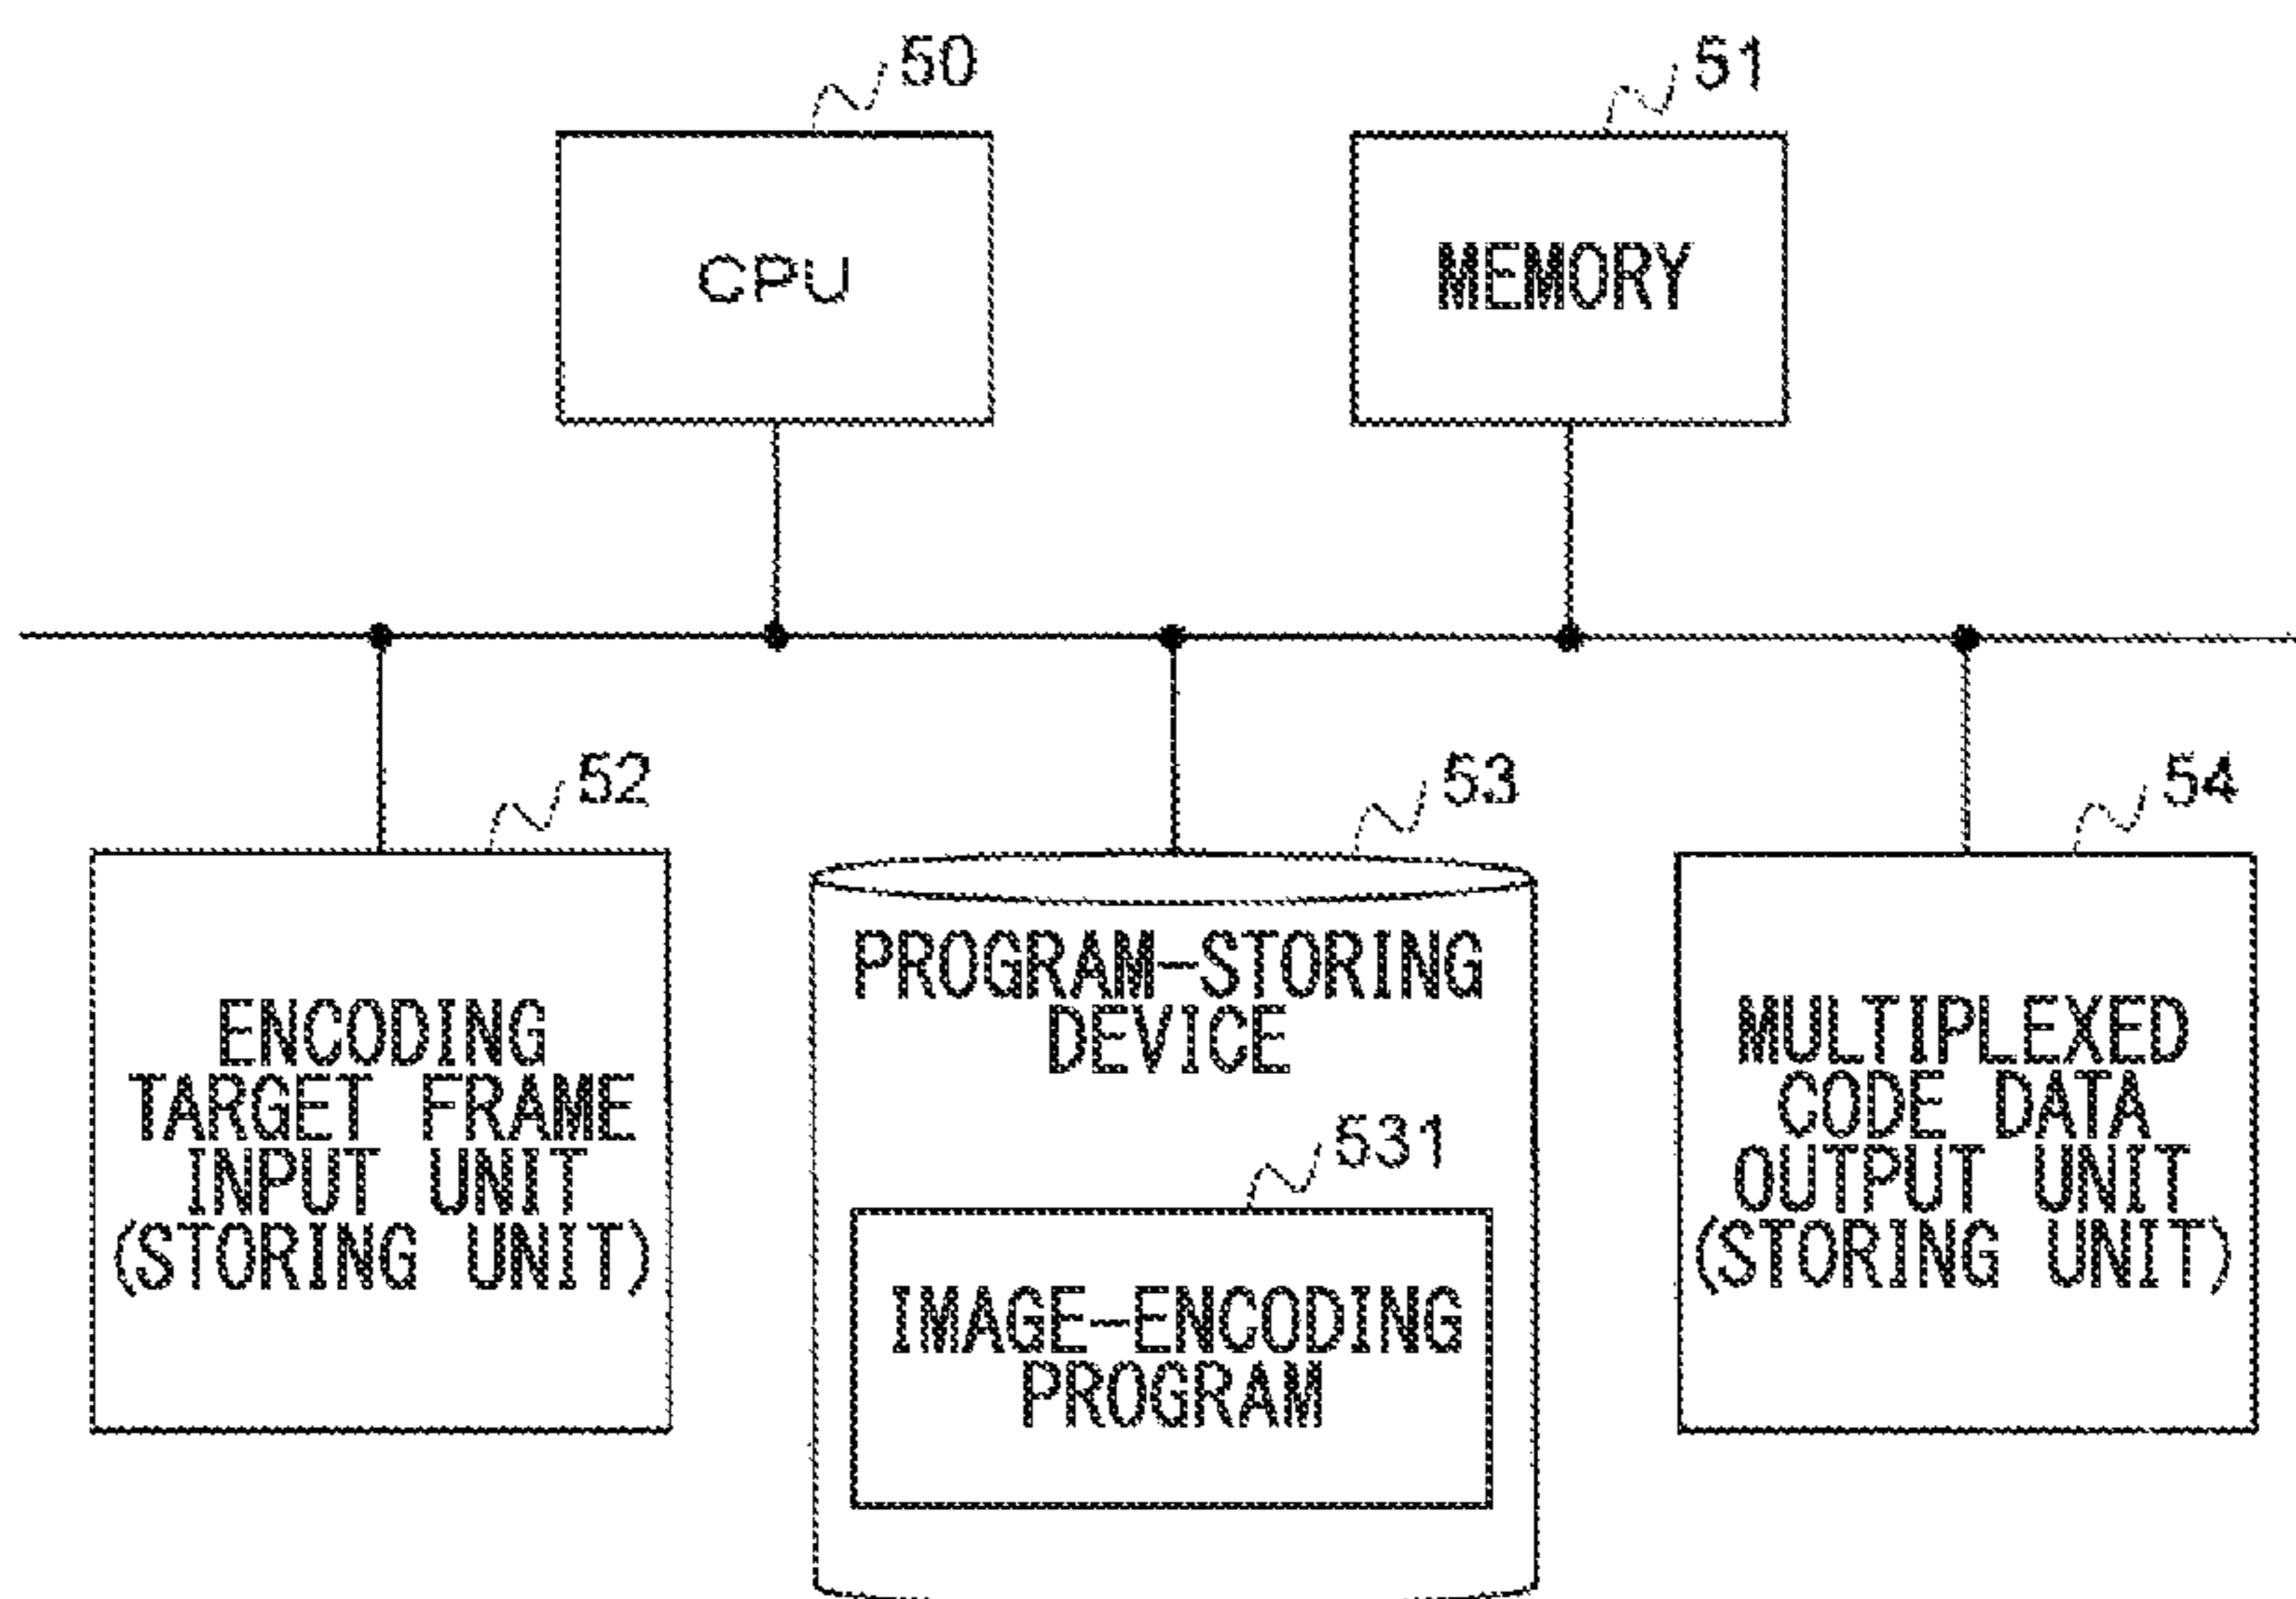 50
51
CPU
MEMORY
52
53
54
ENCODING
TARGET FRAME
INPUT UNIT
(STORING UNIT)
PROGRAM-STORING
DEVICE
531
IMAGE-ENCODING
PROGRAM
MULTIPLEXED
CODE DATA
OUTPUT UNIT
(STORING UNIT)